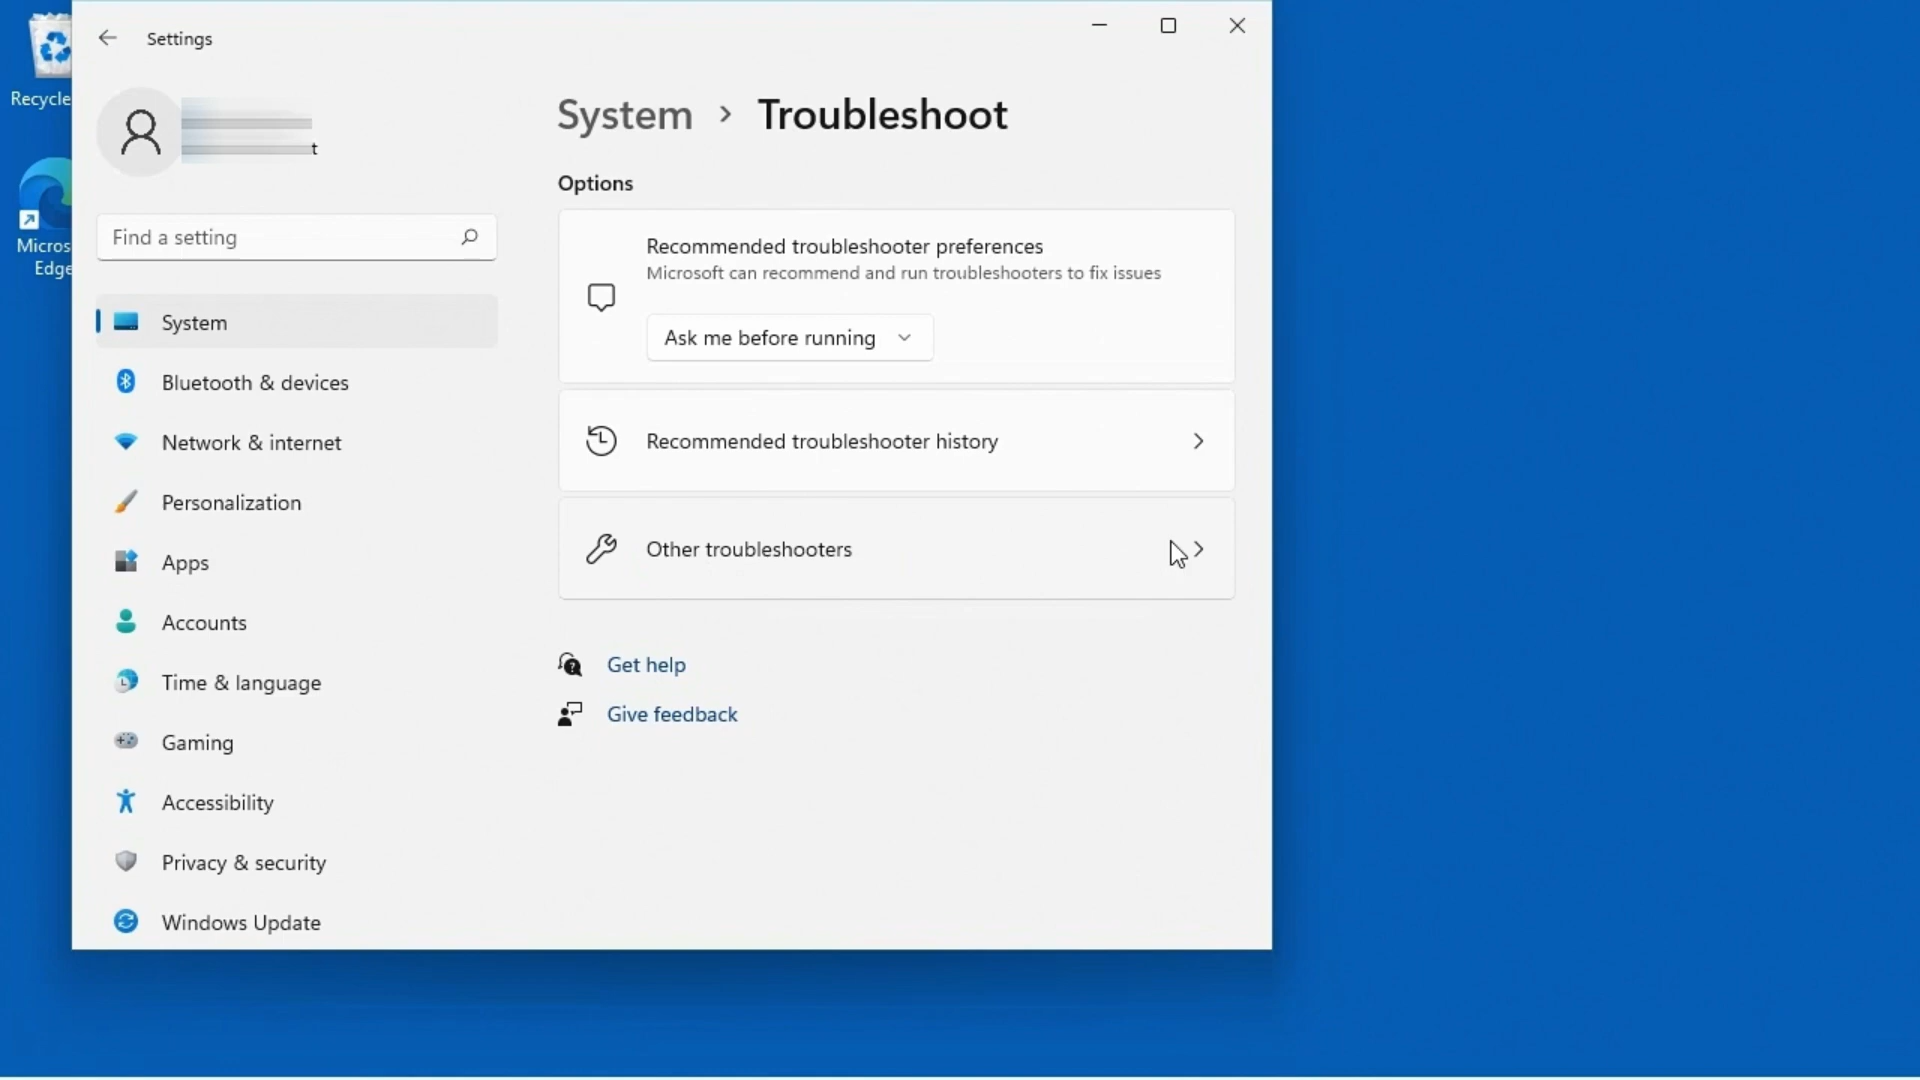 Settings
Recycle
t
System > Troubleshoot
Options
Find a setting
Recommended troubleshooter preferences
Microsoft can recommend and run troubleshooters to fix issues
Micros
Edge
Ask me before running
System
Bluetooth & devices
Network & internet
Recommended troubleshooter history
Personalization
Other troubleshooters
Apps
Accounts
Get help
Time & language
Give feedback
Gaming
Accessibility
Privacy & security
Windows Update